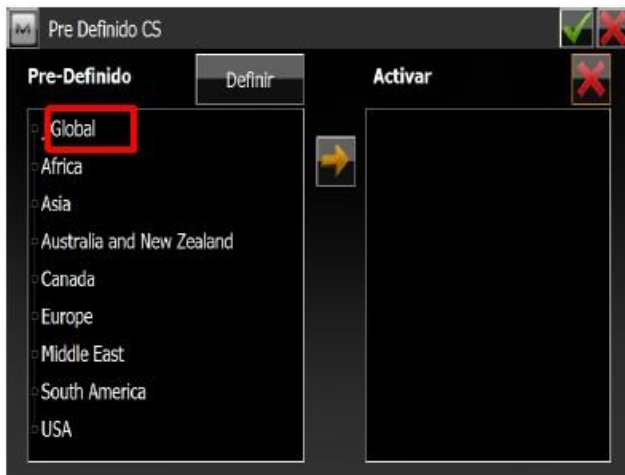 Pre Definido CS
Pre-Definido
Definir
Activar
_Global
Africa
Asia
Australia and New Zealand
Canada
Europe
Middle East
South America
USA